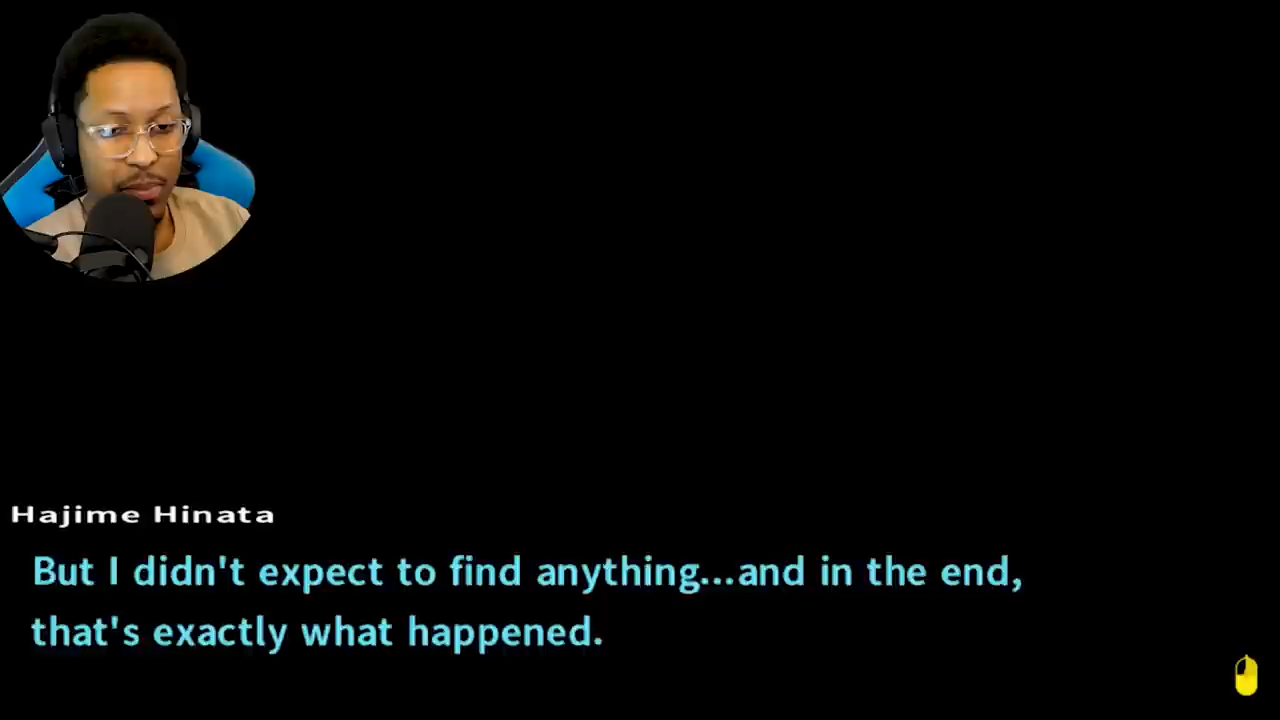 Hajime Hinata
But I didn't expect to find anything...and in the end,
that's exactly what happened.